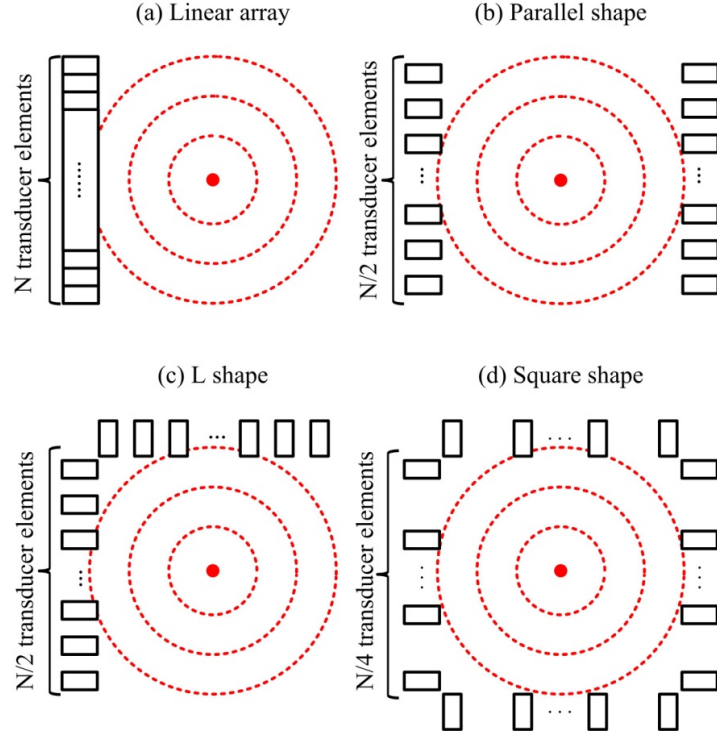 (a) Linear array
(b) Parallel shape
N transducer elements
N/2 transducer elements
(c) L shape
(d) Square shape
N/2 transducer elements
N/4 transducer elements